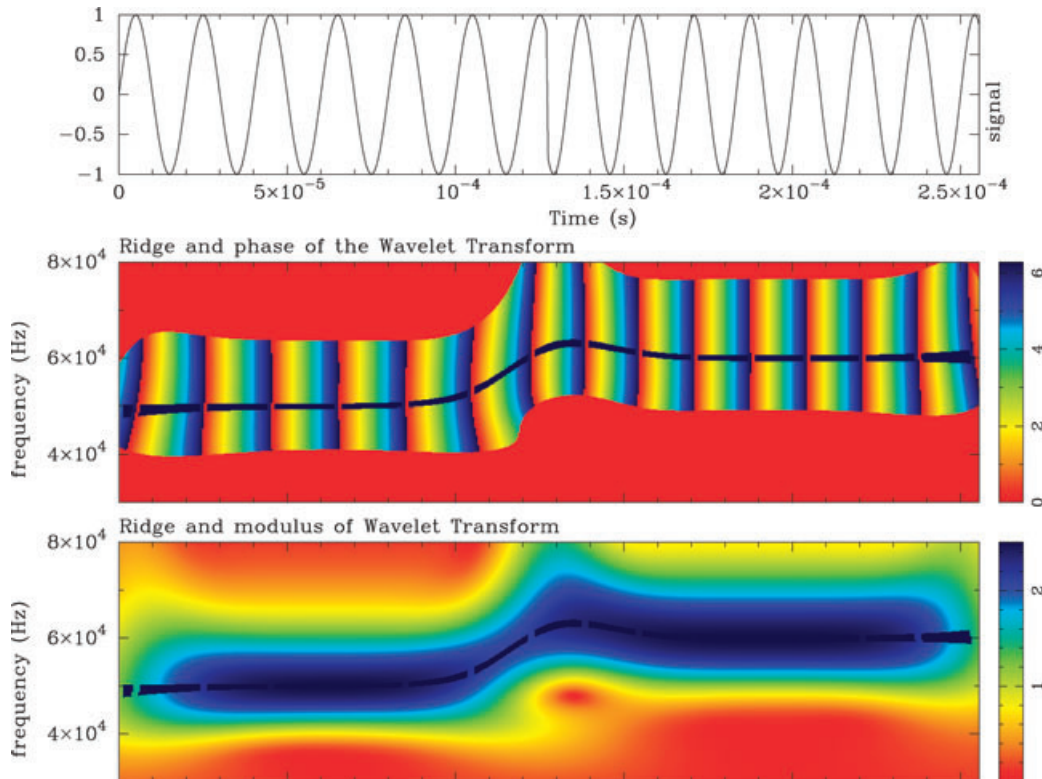 1
0.5
0
−0.5
−1
signal
0 5×10⁻⁵ 10⁻⁴ 1.5×10⁻⁴ 2×10⁻⁴ 2.5×10⁻⁴
Time (s)
Ridge and phase of the Wavelet Transform
8×10⁴
6×10⁴
4×10⁴
frequency (Hz)
6
4
2
0
Ridge and modulus of Wavelet Transform
8×10⁴
6×10⁴
4×10⁴
frequency (Hz)
2
1